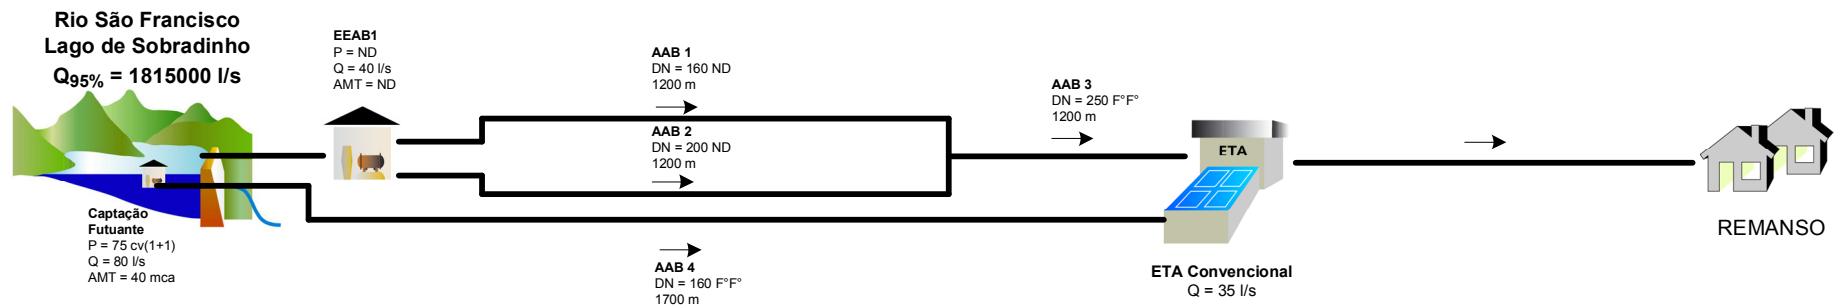 Rio São Francisco
Lago de Sobradinho
Q95% = 1815000 l/s
EEAB1
P = ND
Q = 40 l/s
AMT = ND
AAB 1
DN = 160 ND
1200 m
AAB 2
DN = 200 ND
1200 m
AAB 3
DN = 250 F°F°
1200 m
ETA
Captação
Futuante
P = 75 cv(1+1)
Q = 80 l/s
AMT = 40 mca
AAB 4
DN = 160 F°F°
1700 m
ETA Convencional
Q = 35 l/s
REMANSO